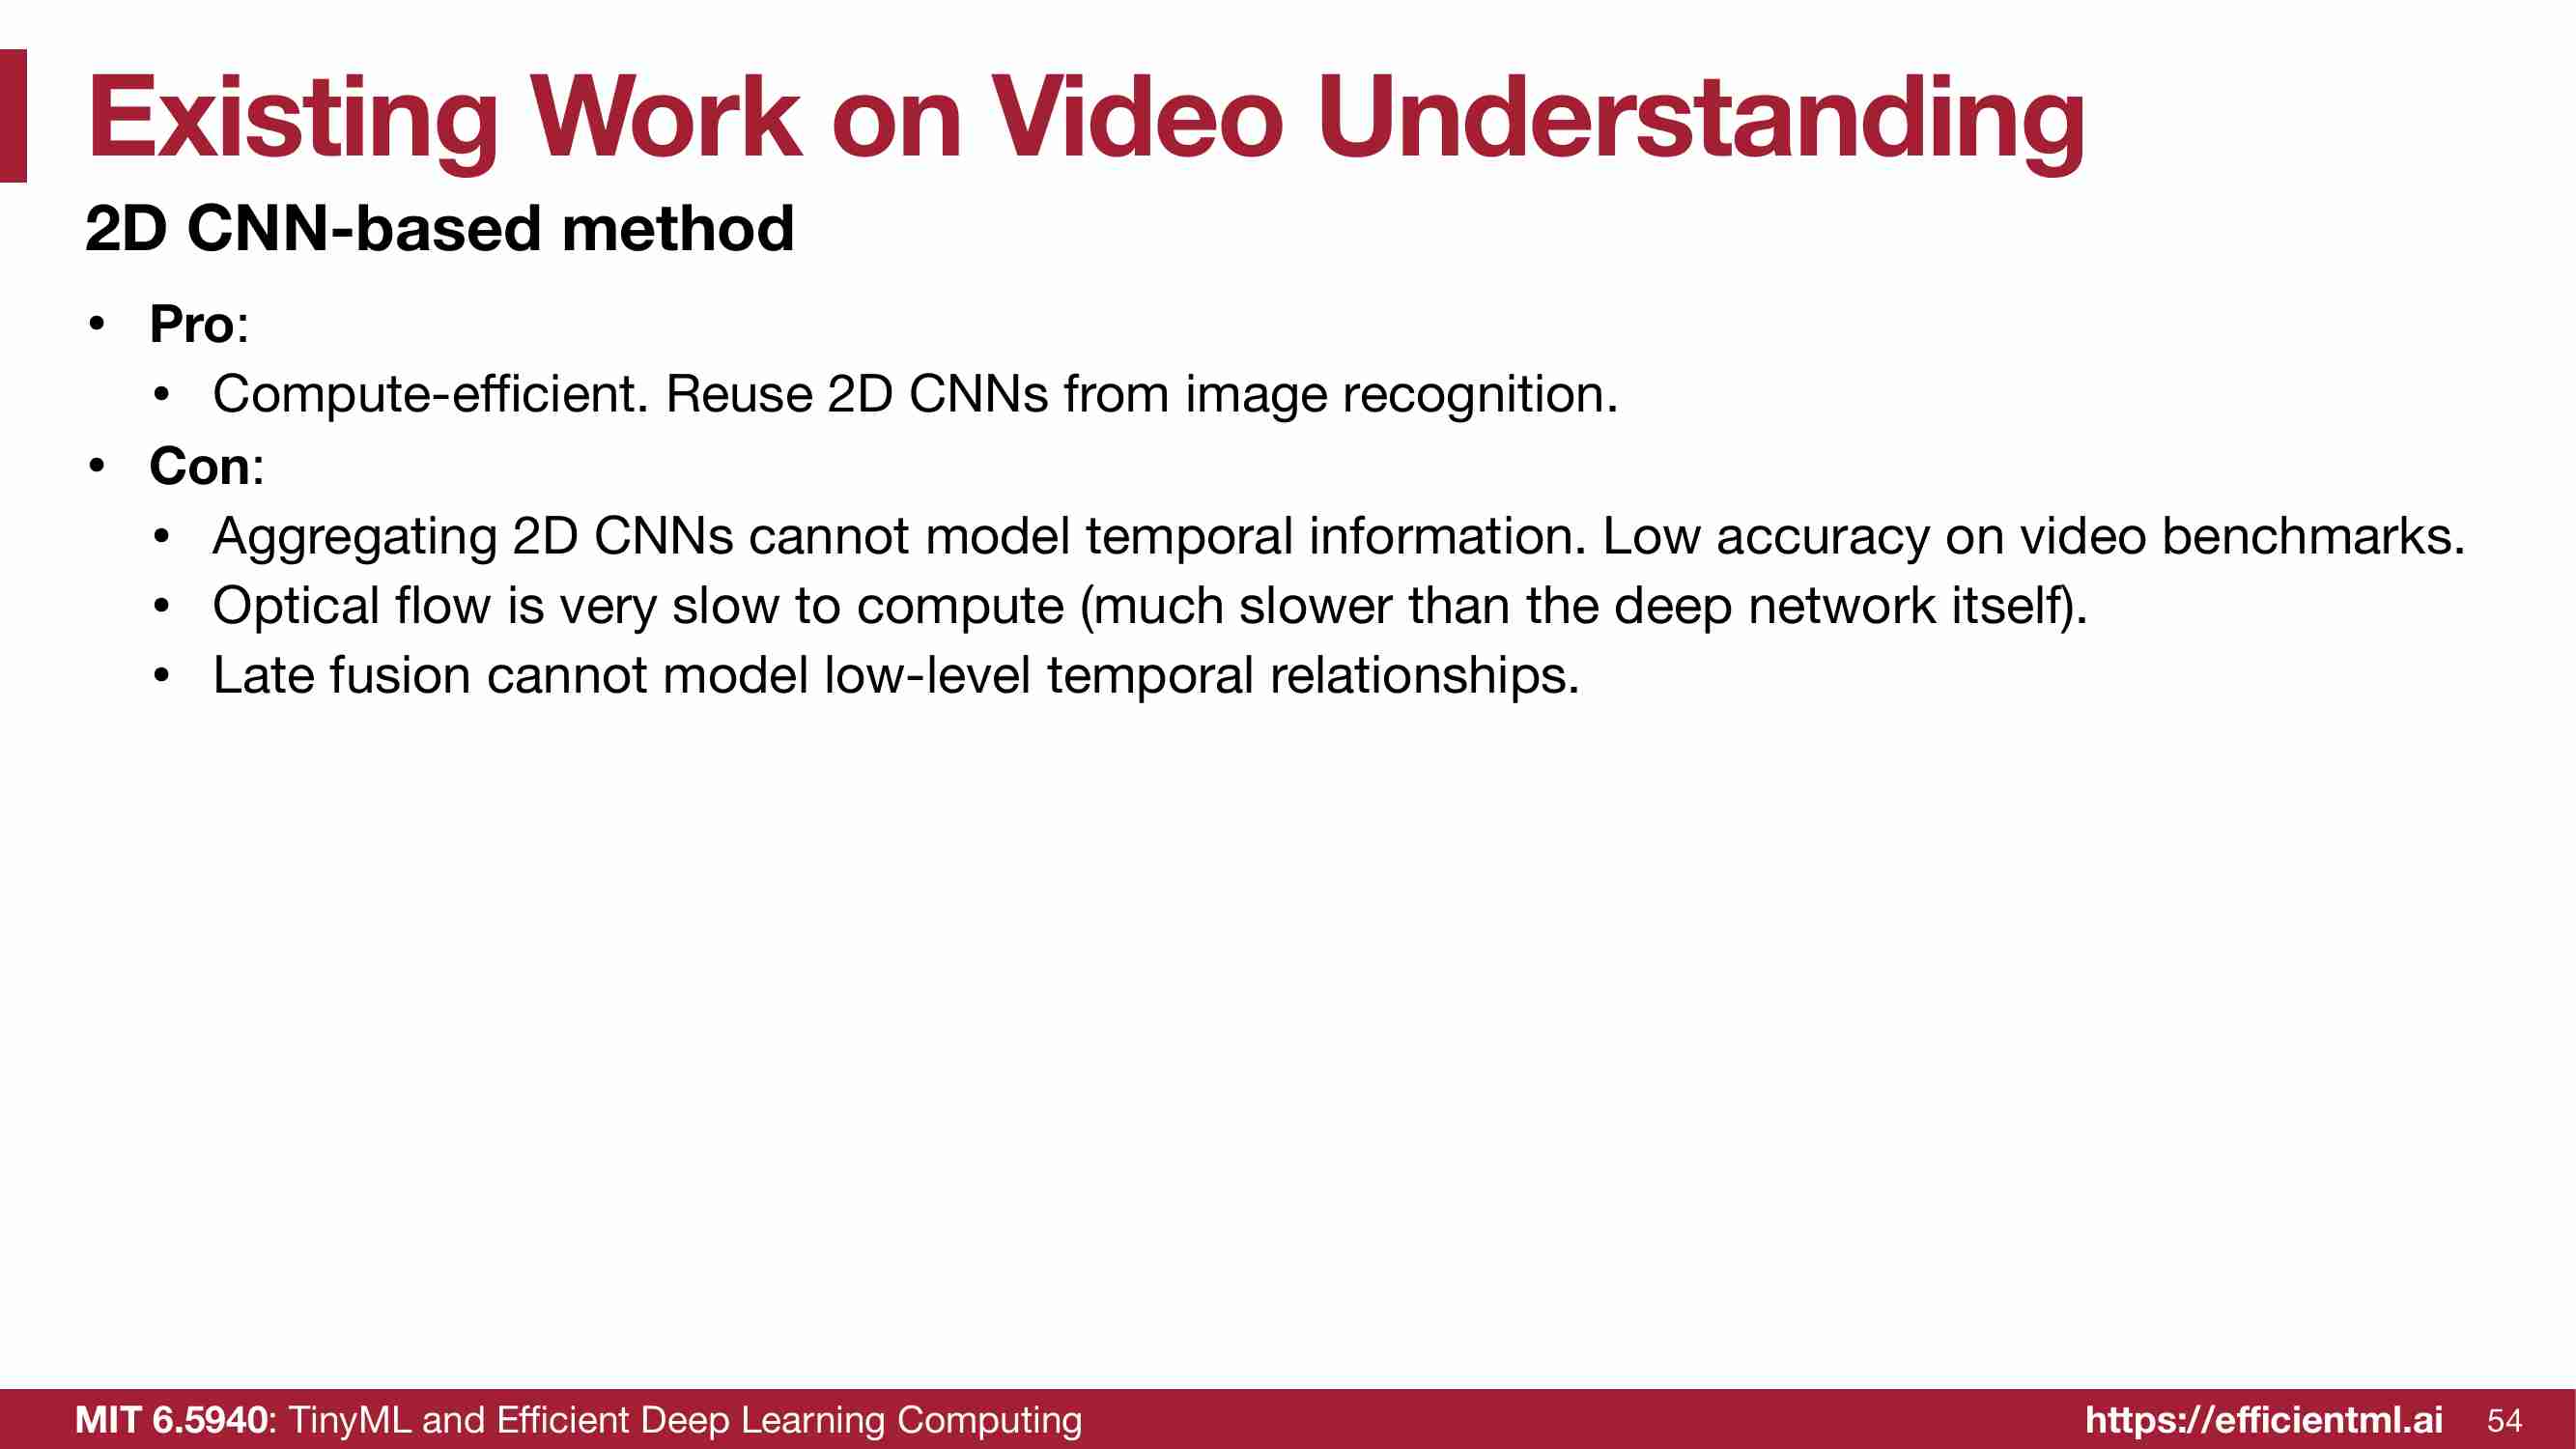 Existing Work on Video Understanding
2D CNN-based method
• Pro:
• Compute-efficient. Reuse 2D CNNs from image recognition.
• Con:
• Aggregating 2D CNNs cannot model temporal information. Low accuracy on video benchmarks.
• Optical flow is very slow to compute (much slower than the deep network itself).
• Late fusion cannot model low-level temporal relationships.
MIT 6.5940: TinyML and Efficient Deep Learning Computing
https://efficientml.ai 54